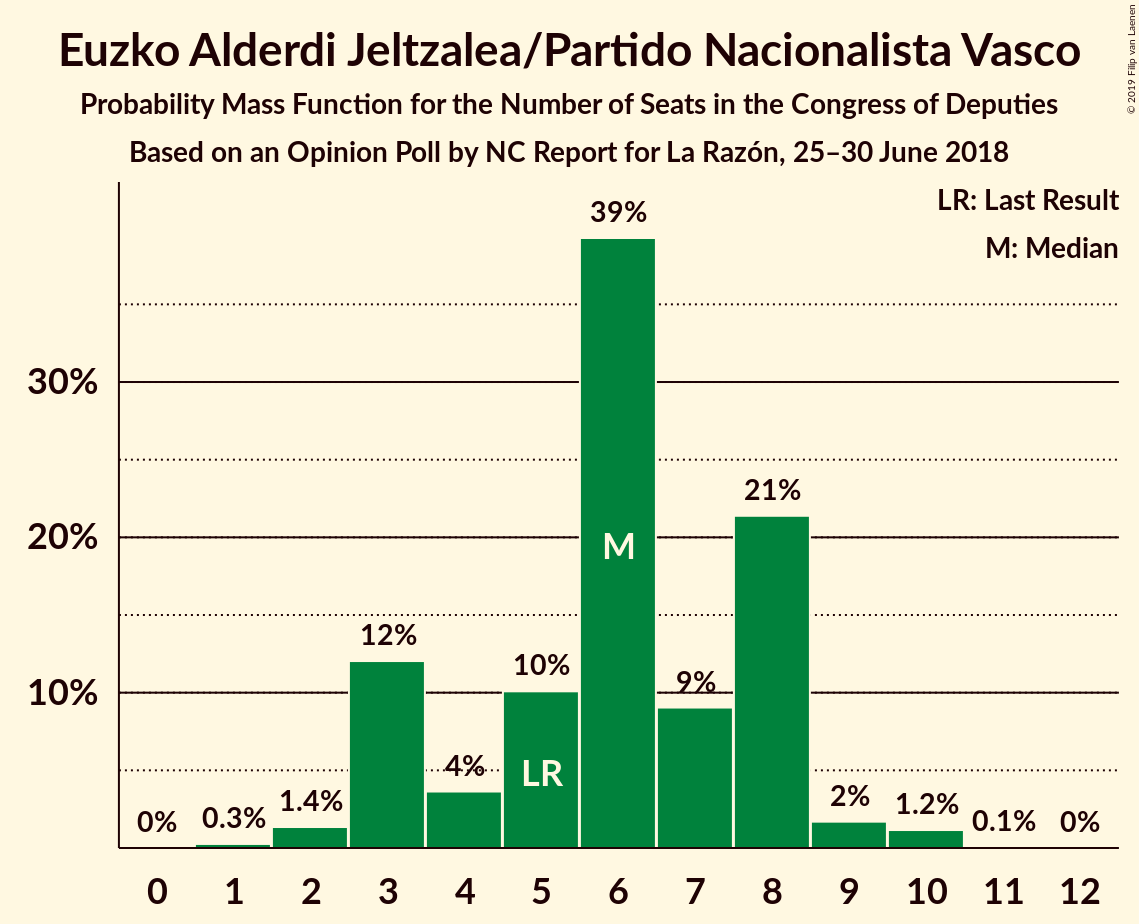 Euzko Alderdi Jeltzalea/Partido Nacionalista Vasco
Probability Mass Function for the Number of Seats in the Congress of Deputies
Based on an Opinion Poll by NC Report for La Razón, 25–30 June 2018
© 2019 Filip van Laenen
LR: Last Result
M: Median
39%
30%
21%
20%
M
12%
10%
9%
10%
4%
LR
0%
0.3%
1.4%
2%
1.2%
0.1%
0%
0 1 2 3 4 5 6 7 8 9 10 11 12